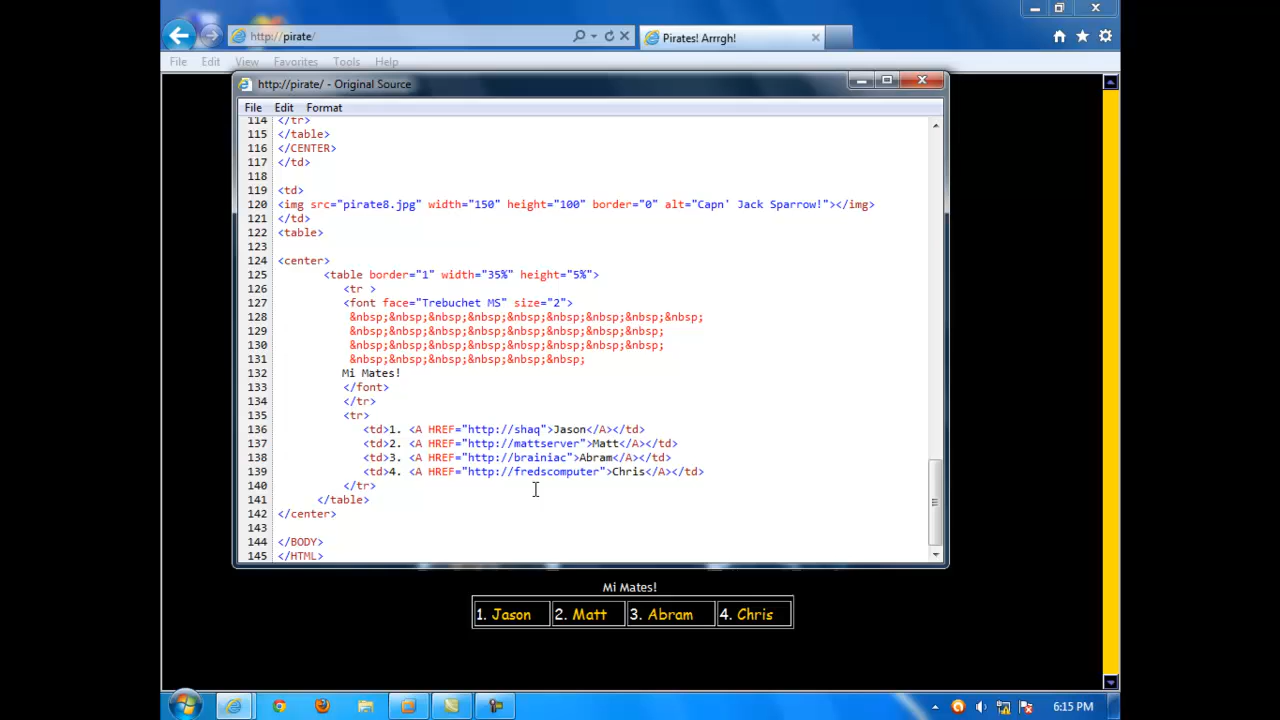 http://pirate/
Pirates! Arrrgh!
File Edit View Favorites Tools Help
http://pirate/ - Original Source
File Edit Format
114 </tr>
115 </table>
116 </CENTER>
117 </td>
118
119 <td>
120 <img src="pirate8.jpg" width="150" height="100" border="0" alt="Capn' Jack Sparrow!"></img>
121 </td>
122 <table>
123
124 <center>
125 <table border="1" width="35%" height="5%">
126 <tr >
127 <font face="Trebuchet MS" size="2">
128 &nbsp;&nbsp;&nbsp;&nbsp;&nbsp;&nbsp;&nbsp;&nbsp;&nbsp;
129 &nbsp;&nbsp;&nbsp;&nbsp;&nbsp;&nbsp;&nbsp;&nbsp;
130 &nbsp;&nbsp;&nbsp;&nbsp;&nbsp;&nbsp;&nbsp;&nbsp;
131 &nbsp;&nbsp;&nbsp;&nbsp;&nbsp;&nbsp;
132 Mi Mates!
133 </font>
134 </tr>
135 <tr>
136 <td>1. <A HREF="http://shaq">Jason</A></td>
137 <td>2. <A HREF="http://mattserver">Matt</A></td>
138 <td>3. <A HREF="http://brainiac">Abram</A></td>
139 <td>4. <A HREF="http://fredscomputer">Chris</A></td>
140 </tr>
141 </table>
142 </center>
143
144 </BODY>
145 </HTML>
Mi Mates!
1. Jason 2. Matt 3. Abram 4. Chris
6:15 PM